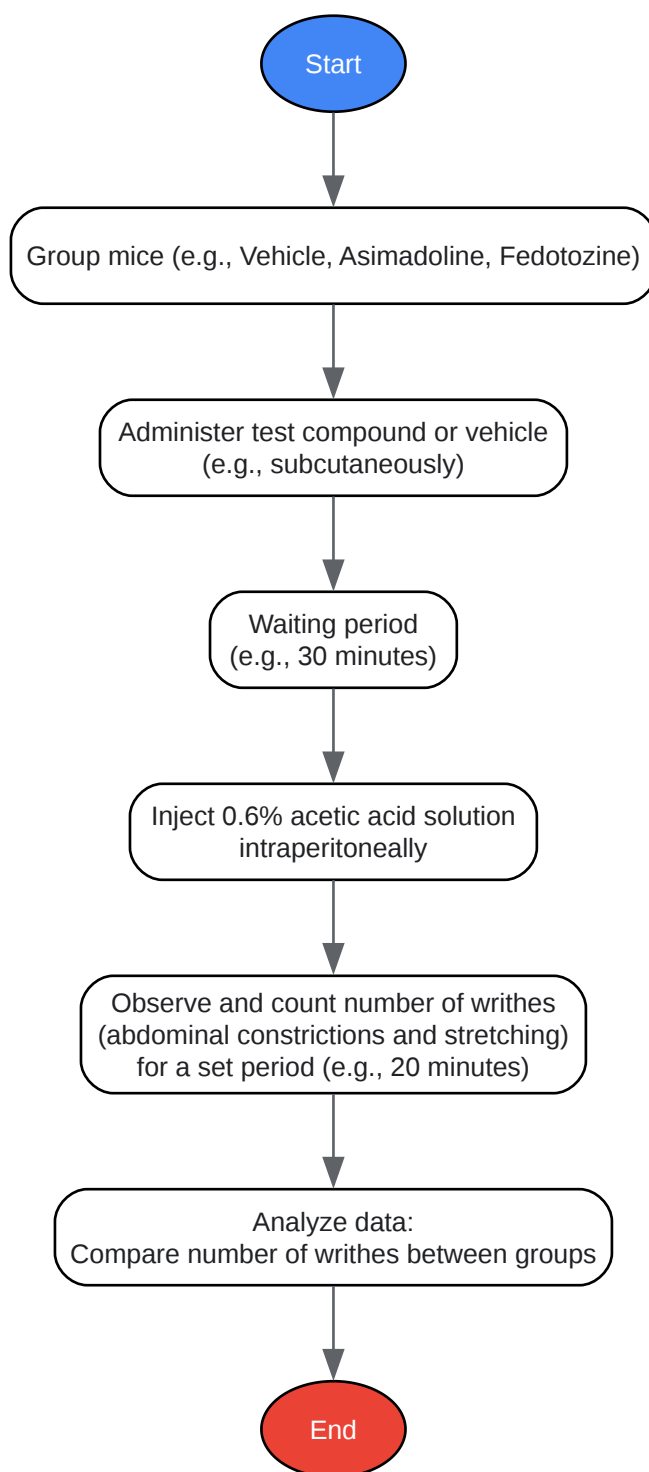 Start
Group mice (e.g., Vehicle, Asimadoline, Fedotozine)
Administer test compound or vehicle
(e.g., subcutaneously)
Waiting period
(e.g., 30 minutes)
Inject 0.6% acetic acid solution
intraperitoneally
Observe and count number of writhes
(abdominal constrictions and stretching)
for a set period (e.g., 20 minutes)
Analyze data:
Compare number of writhes between groups
End